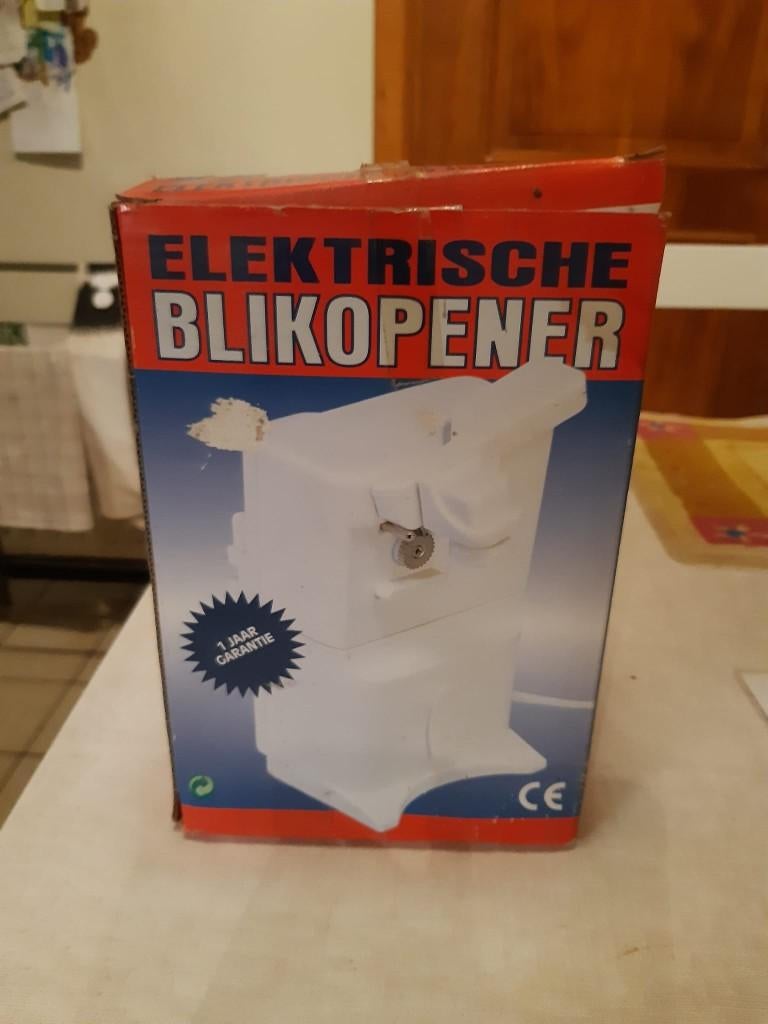 ELEKTRISCHE
BLIKOPENER
1 JAAR
GARANTIE
CE